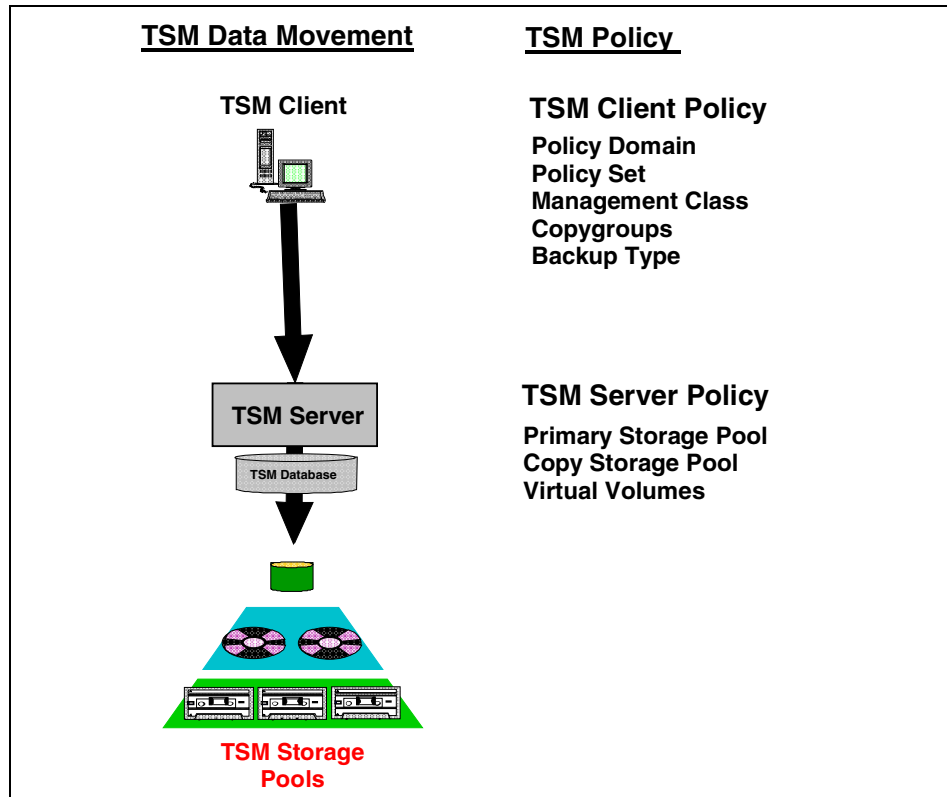 TSM Data Movement
TSM Policy
TSM Client
TSM Client Policy
Policy Domain
Policy Set
Management Class
Copygroups
Backup Type
TSM Server
TSM Database
TSM Server Policy
Primary Storage Pool
Copy Storage Pool
Virtual Volumes
TSM Storage
Pools